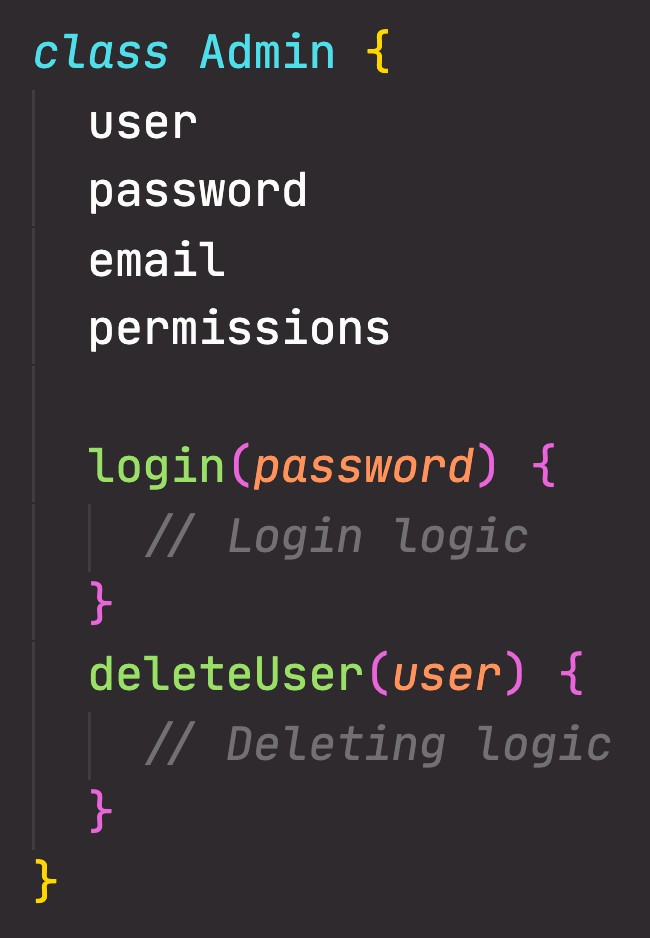 class Admin {
user
password
email
permissions
login(password) {
// Login logic
}
deleteUser(user) {
// Deleting logic
}
}